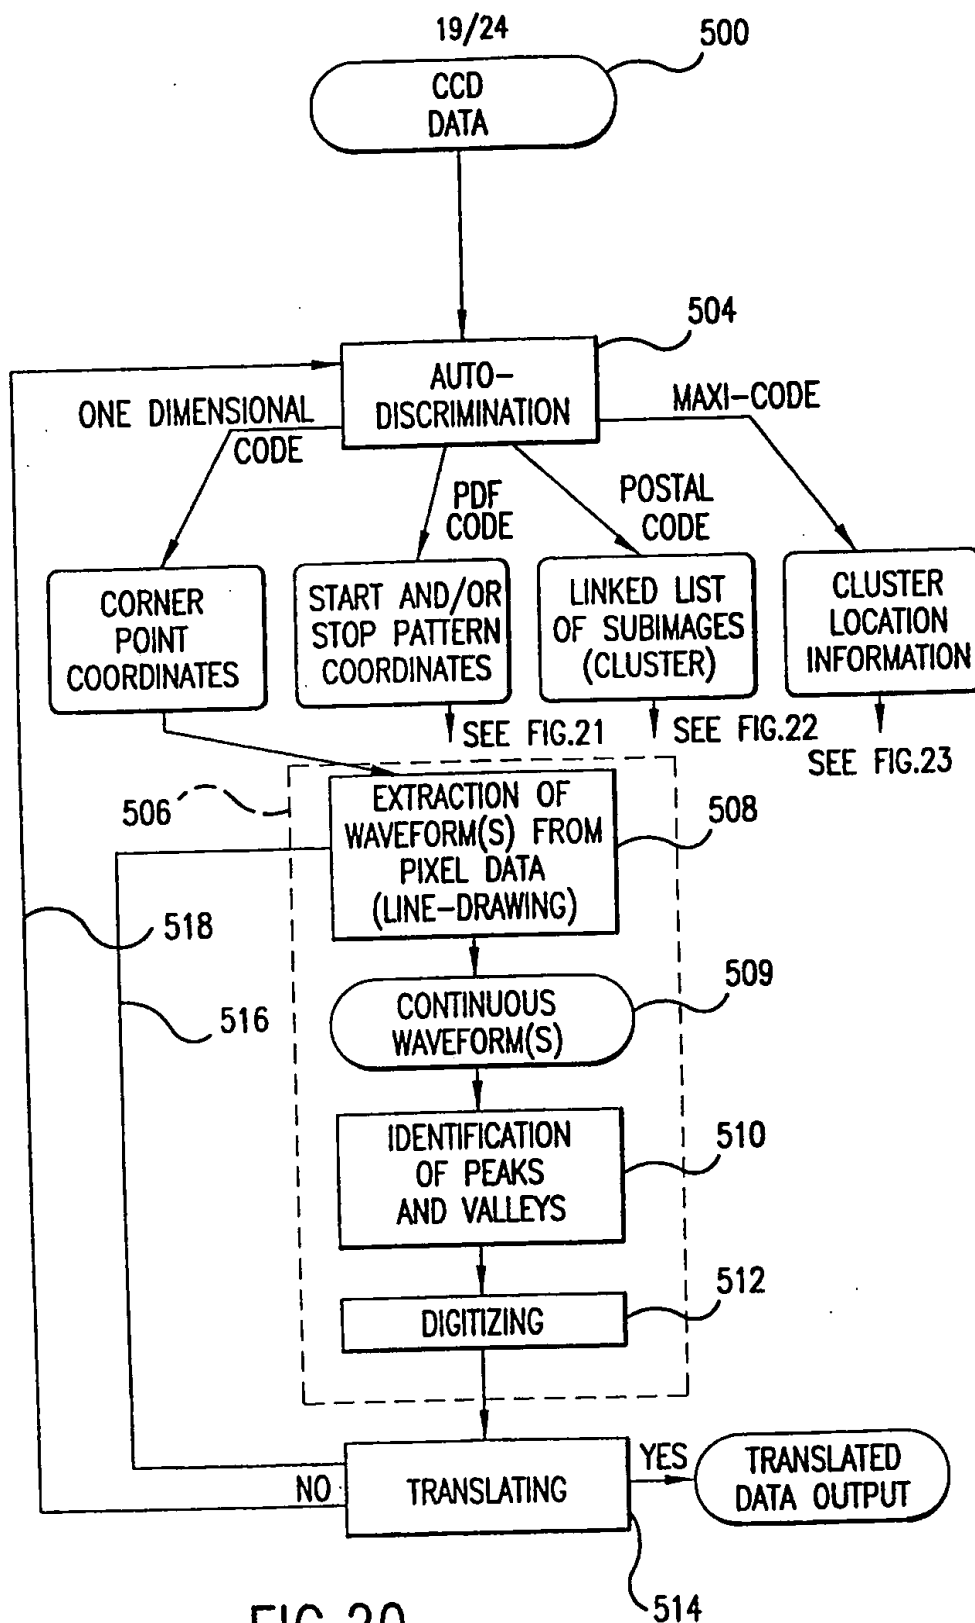 19/24
500
CCD
DATA
504
AUTO-
DISCRIMINATION
ONE DIMENSIONAL
CODE
PDF
CODE
POSTAL
CODE
MAXI-CODE
CORNER
POINT
COORDINATES
START AND/OR
STOP PATTERN
COORDINATES
LINKED LIST
OF SUBIMAGES
(CLUSTER)
CLUSTER
LOCATION
INFORMATION
SEE FIG.21
SEE FIG.22
SEE FIG.23
506
EXTRACTION OF
WAVEFORM(S) FROM
PIXEL DATA
(LINE-DRAWING)
508
518
516
CONTINUOUS
WAVEFORM(S)
509
IDENTIFICATION
OF PEAKS
AND VALLEYS
510
DIGITIZING
512
NO
TRANSLATING
YES
TRANSLATED
DATA OUTPUT
514
FIG.20